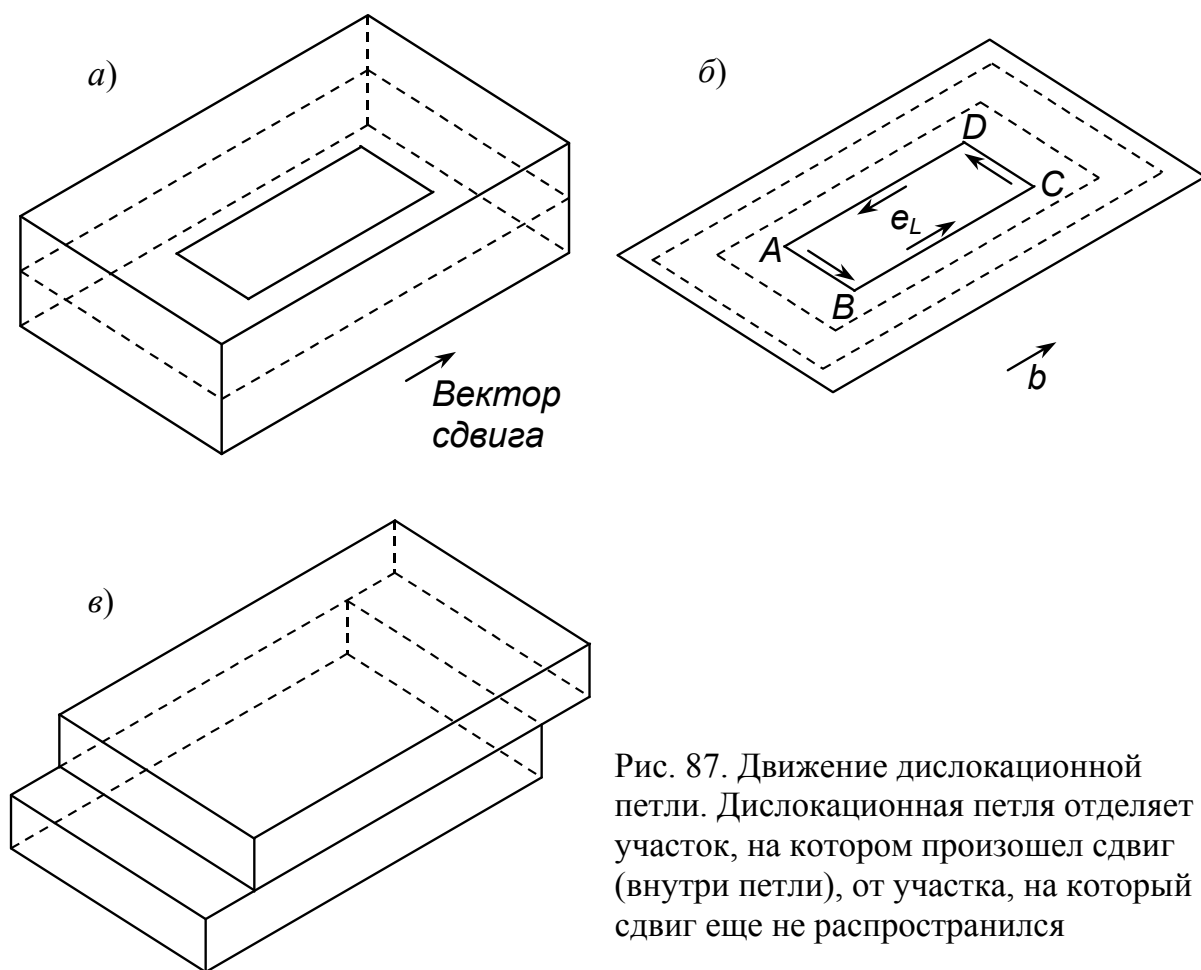 а)
б)
D
C
e_L
A
B
b
Вектор
сдвига
в)
Рис. 87. Движение дислокационной
петли. Дислокационная петля отделяет
участок, на котором произошел сдвиг
(внутри петли), от участка, на который
сдвиг еще не распространился